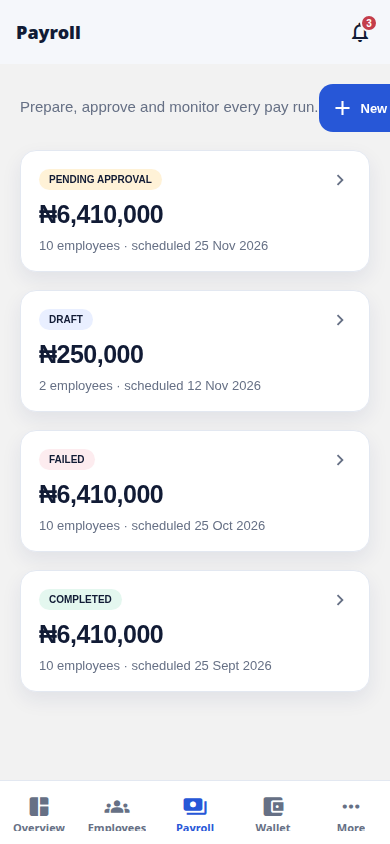 Payroll
3
Prepare, approve and monitor every pay run.
New
PENDING APPROVAL
₦6,410,000
10 employees · scheduled 25 Nov 2026
DRAFT
₦250,000
2 employees · scheduled 12 Nov 2026
FAILED
₦6,410,000
10 employees · scheduled 25 Oct 2026
COMPLETED
₦6,410,000
10 employees · scheduled 25 Sept 2026
Overview Employees Payroll Wallet More